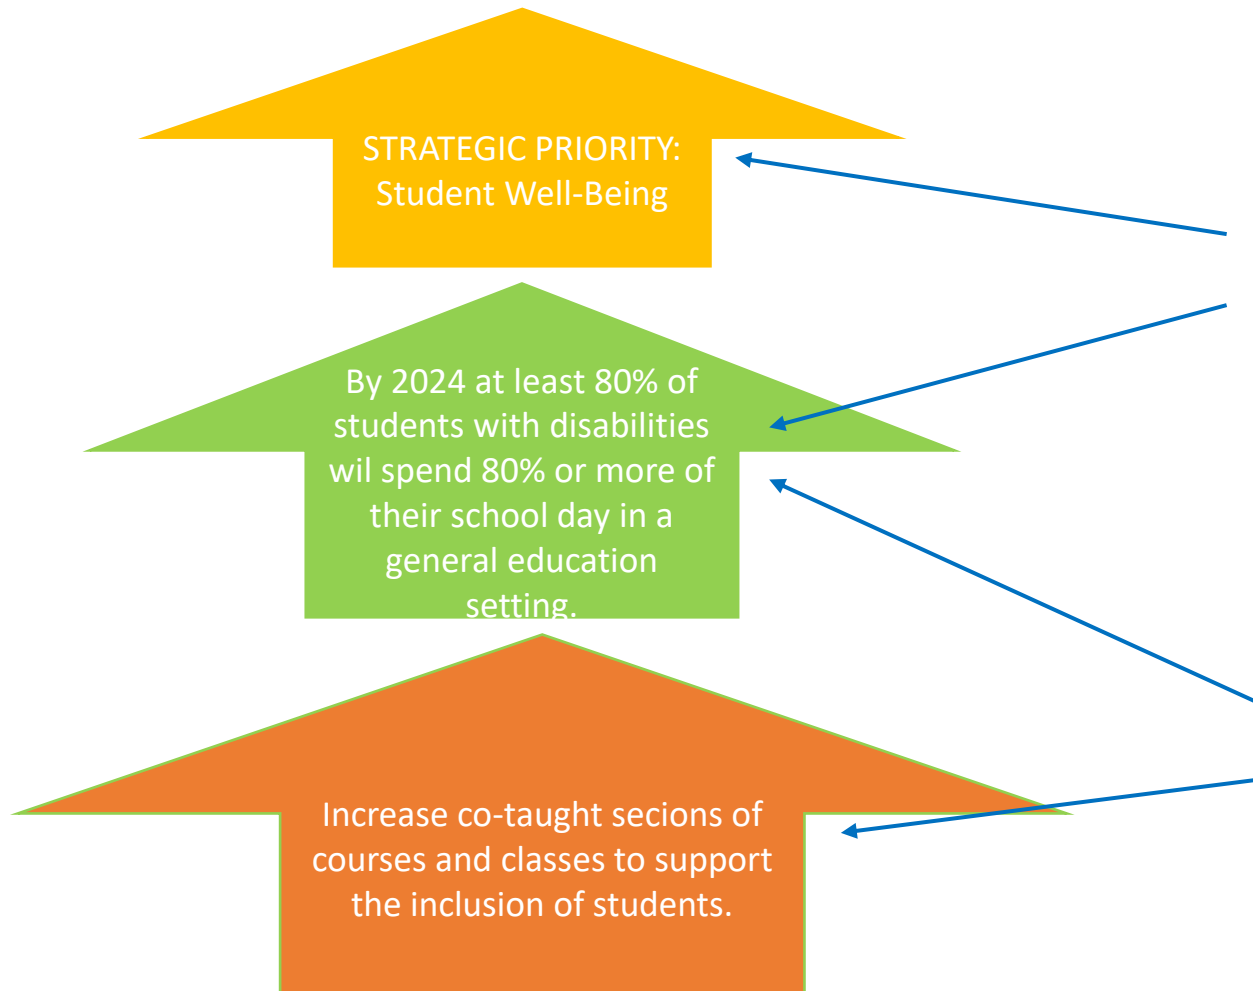 STRATEGIC PRIORITY:
Student Well-Being
By 2024 at least 80% of
students with disabilities
wil spend 80% or more of
their school day in a
general education
setting.
Increase co-taught secions of
courses and classes to support
the inclusion of students.